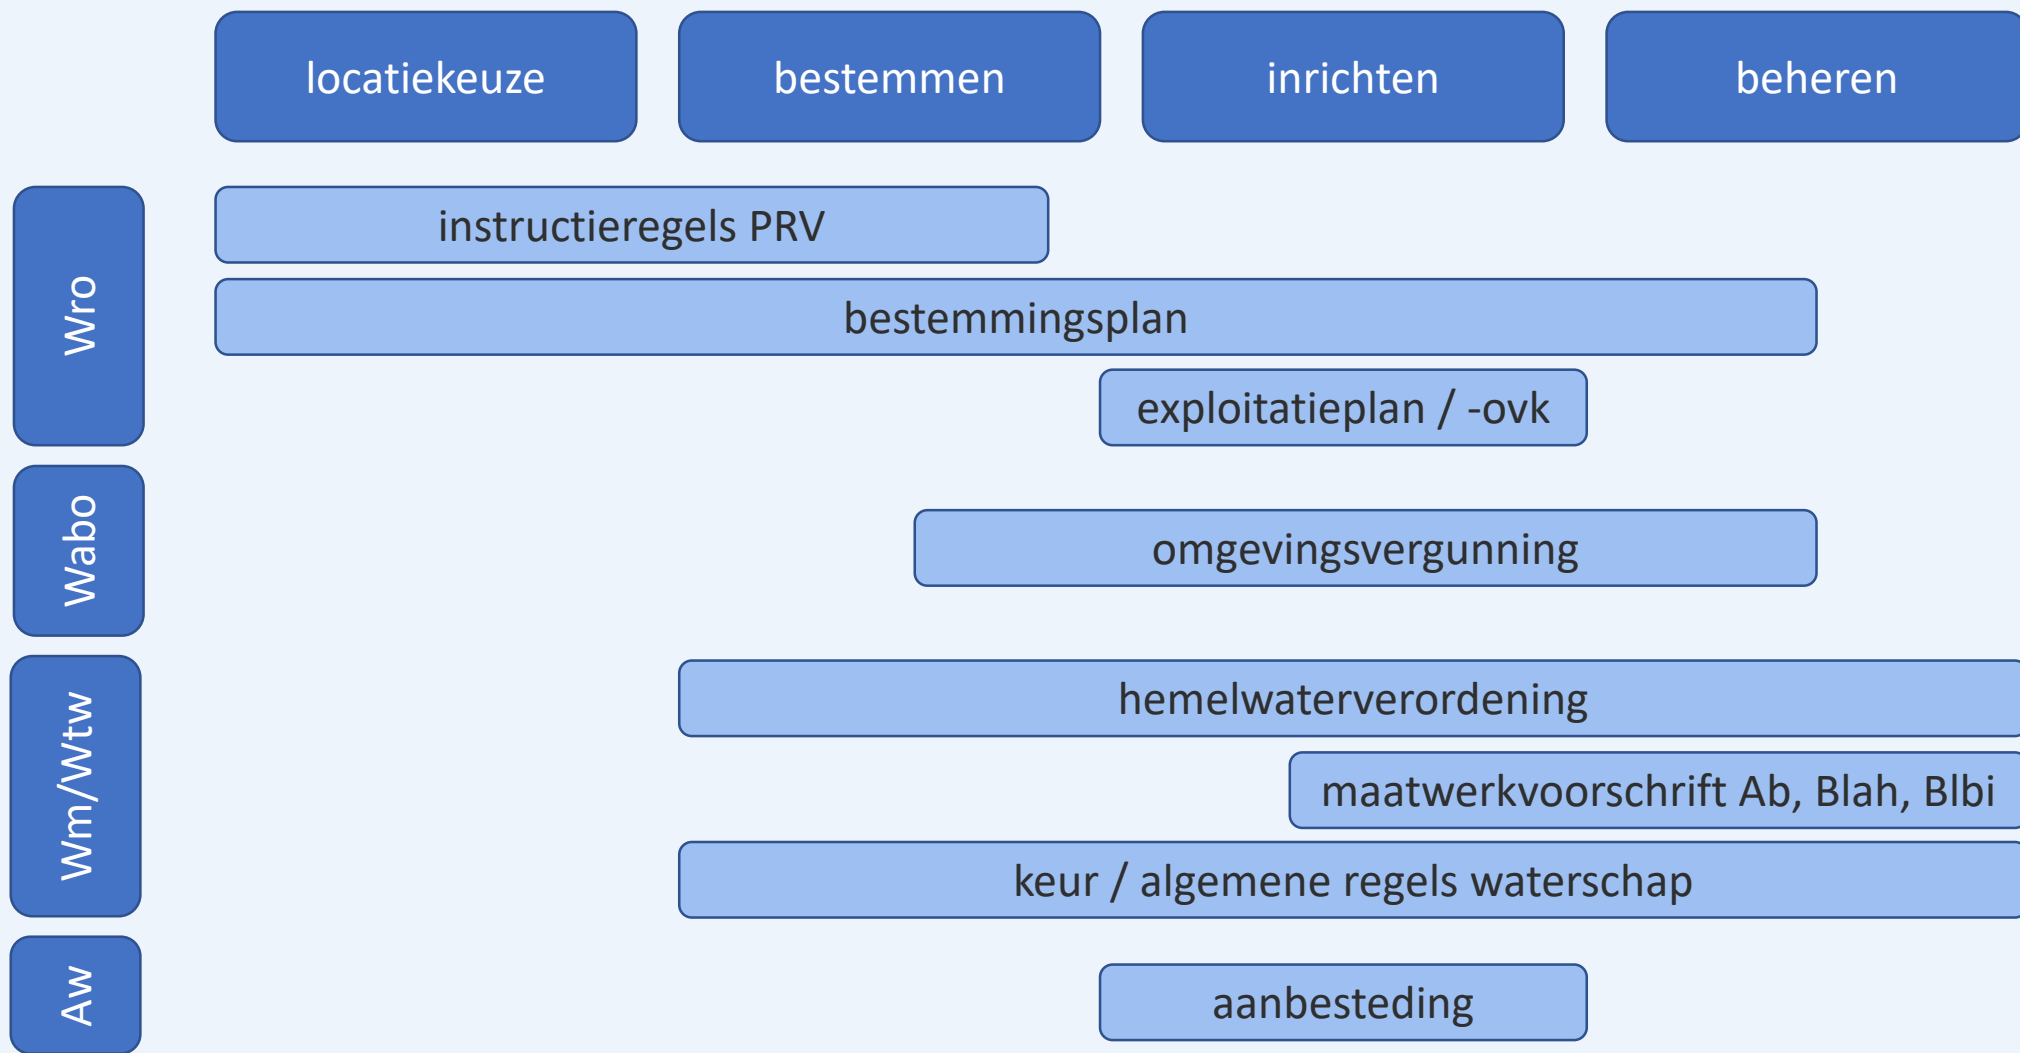 locatiekeuze
bestemmen
inrichten
beheren
Wro
instructieregels PRV
bestemmingsplan
exploitatieplan / -ovk
Wabo
omgevingsvergunning
Wm/Wtw
hemelwaterverordening
maatwerkvoorschrift Ab, Blah, Blbi
keur / algemene regels waterschap
Aw
aanbesteding